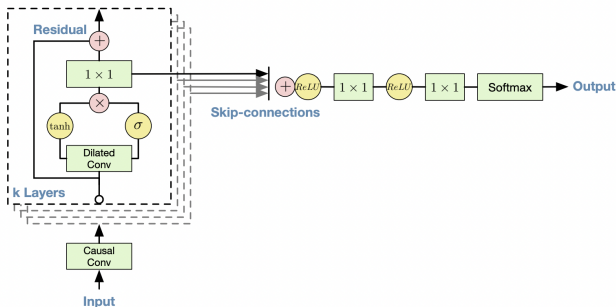 Residual
+
1 × 1
×
tanh
σ
Dilated
Conv
k Layers
Causal
Conv
Input
Skip-connections
+
ReLU
1 × 1
ReLU
1 × 1
Softmax
Output